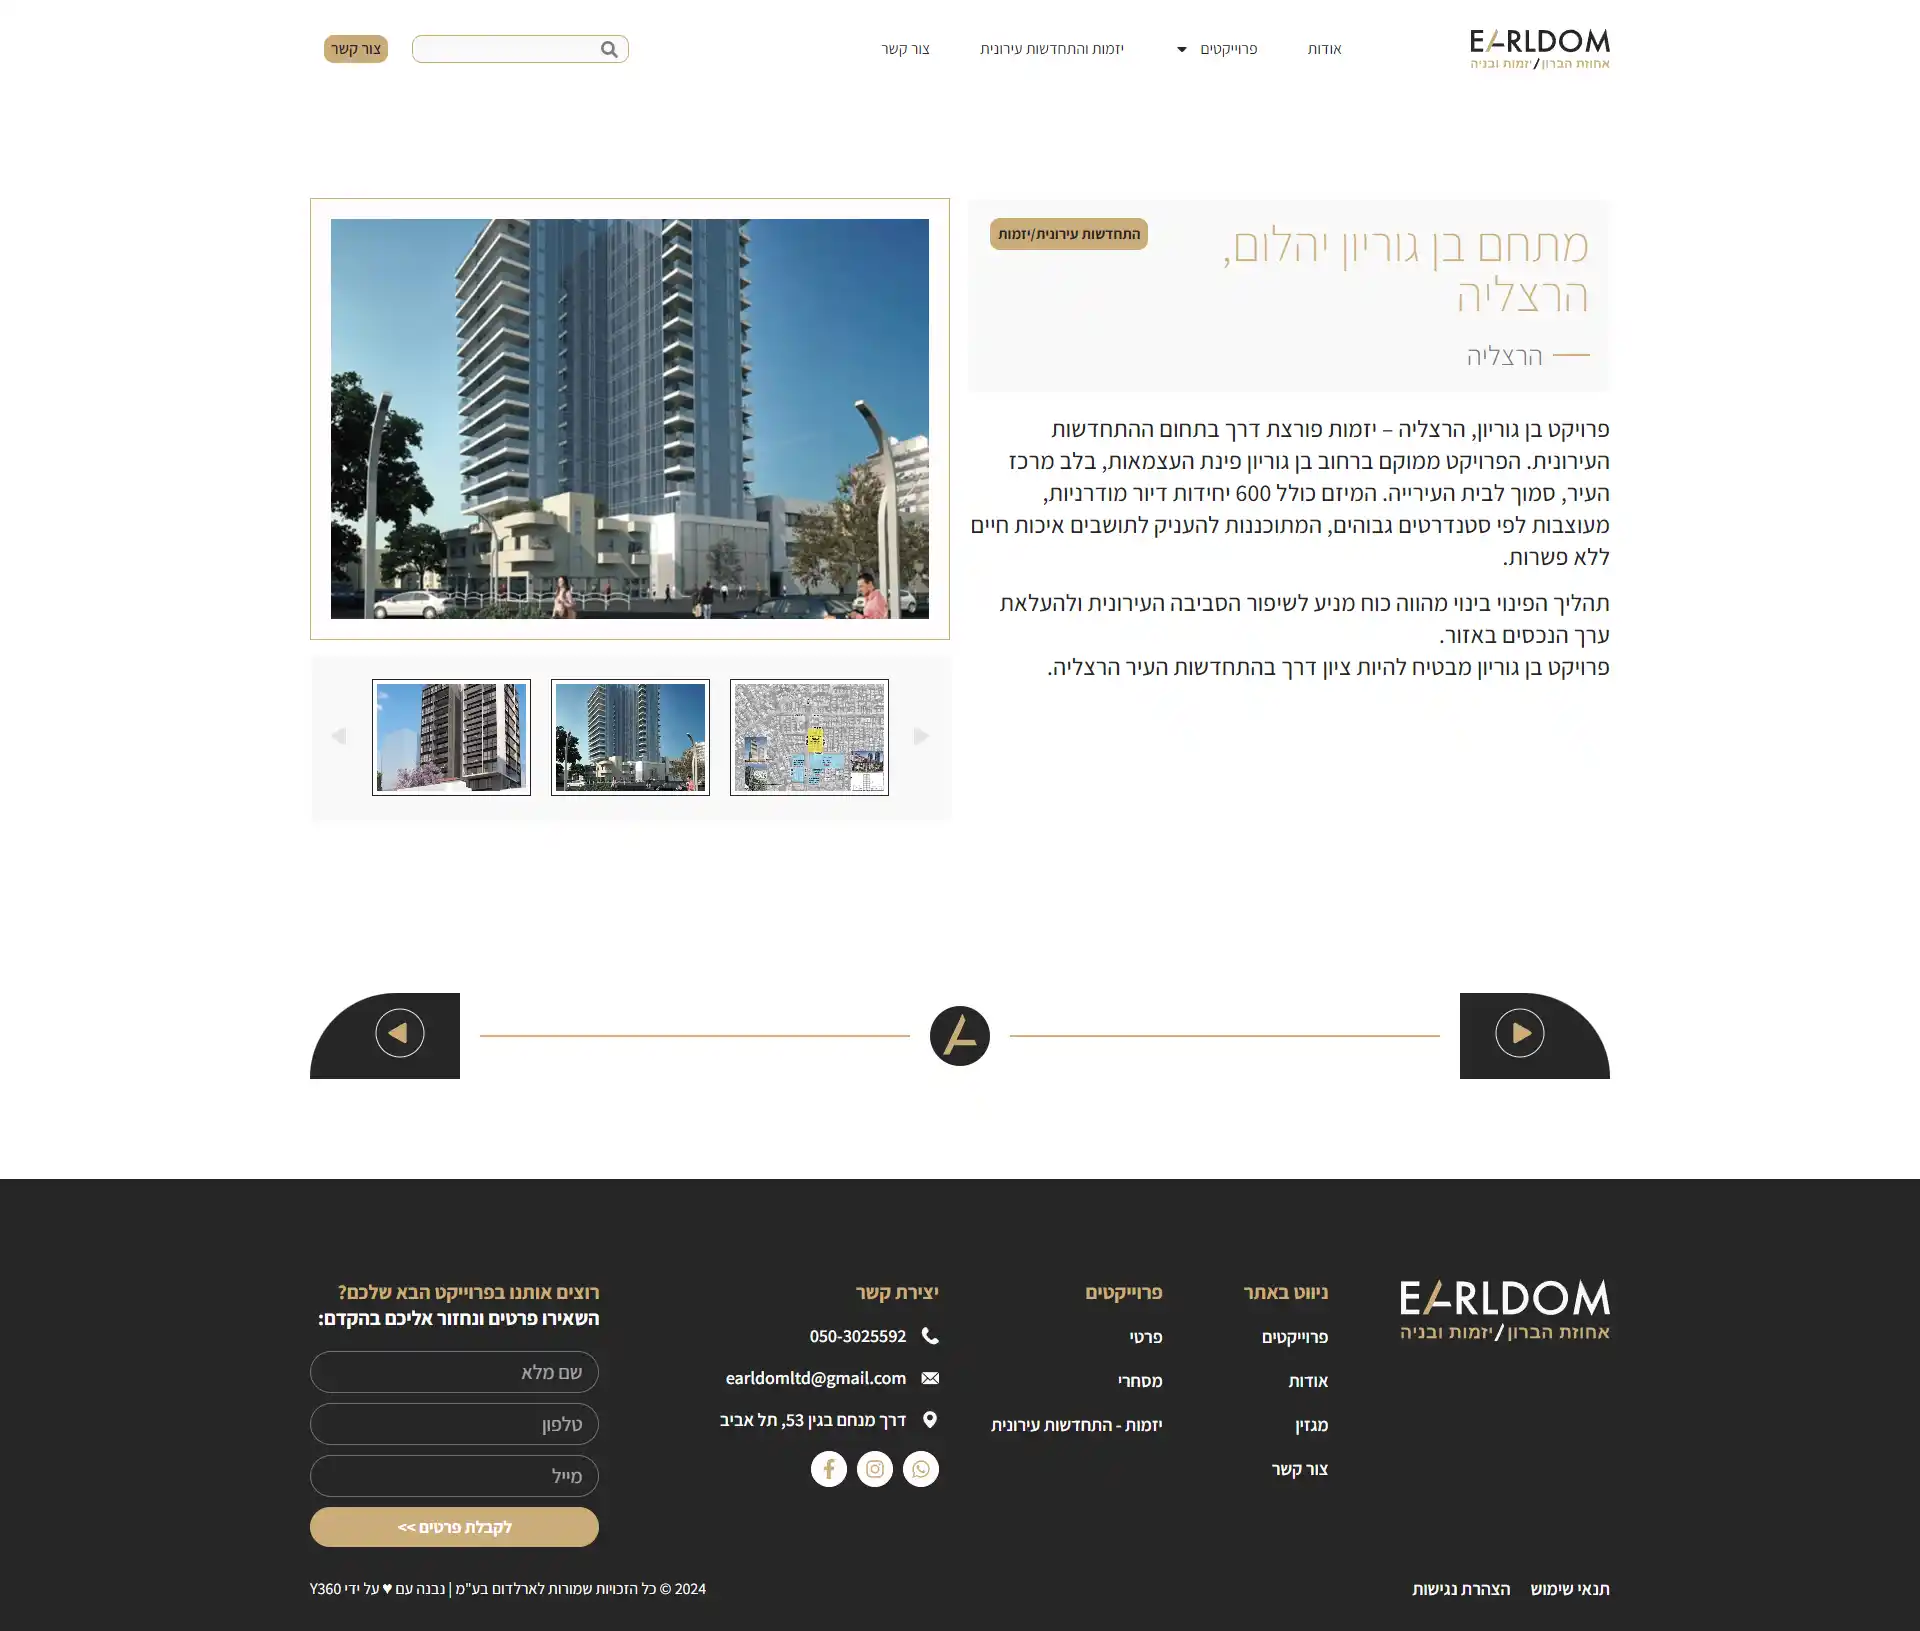 EARLDOM
אחוזת הברון/יזמות ובניה
אודות
פרוייקטים
יזמות והתחדשות עירונית
צור קשר
צור קשר
מתחם בן גוריון יהלום,
הרצליה
התחדשות עירונית/יזמות
הרצליה
פרויקט בן גוריון, הרצליה – יזמות פורצת דרך בתחום ההתחדשות
העירונית. הפרויקט ממוקם ברחוב בן גוריון פינת העצמאות, בלב מרכז
העיר, סמוך לבית העירייה. המיזם כולל 600 יחידות דיור מודרניות,
מעוצבות לפי סטנדרטים גבוהים, המתוכננות להעניק לתושבים איכות חיים
ללא פשרות.
תהליך הפינוי בינוי מהווה כוח מניע לשיפור הסביבה העירונית ולהעלאת
ערך הנכסים באזור.
פרויקט בן גוריון מבטיח להיות ציון דרך בהתחדשות העיר הרצליה.
EARLDOM
אחוזת הברון/יזמות ובניה
ניווט באתר
פרוייקטים
אודות
מגזין
צור קשר
פרוייקטים
פרטי
מסחרי
יזמות - התחדשות עירונית
יצירת קשר
050-3025592
earldomltd@gmail.com
דרך מנחם בגין 53, תל אביב
רוצים אותנו בפרוייקט הבא שלכם?
השאירו פרטים ונחזור אליכם בהקדם:
שם מלא
טלפון
מייל
לקבלת פרטים >>
תנאי שימוש
הצהרת נגישות
2024 © כל הזכויות שמורות לארלדום בע"מ | נבנה עם ♥ על ידי Y360